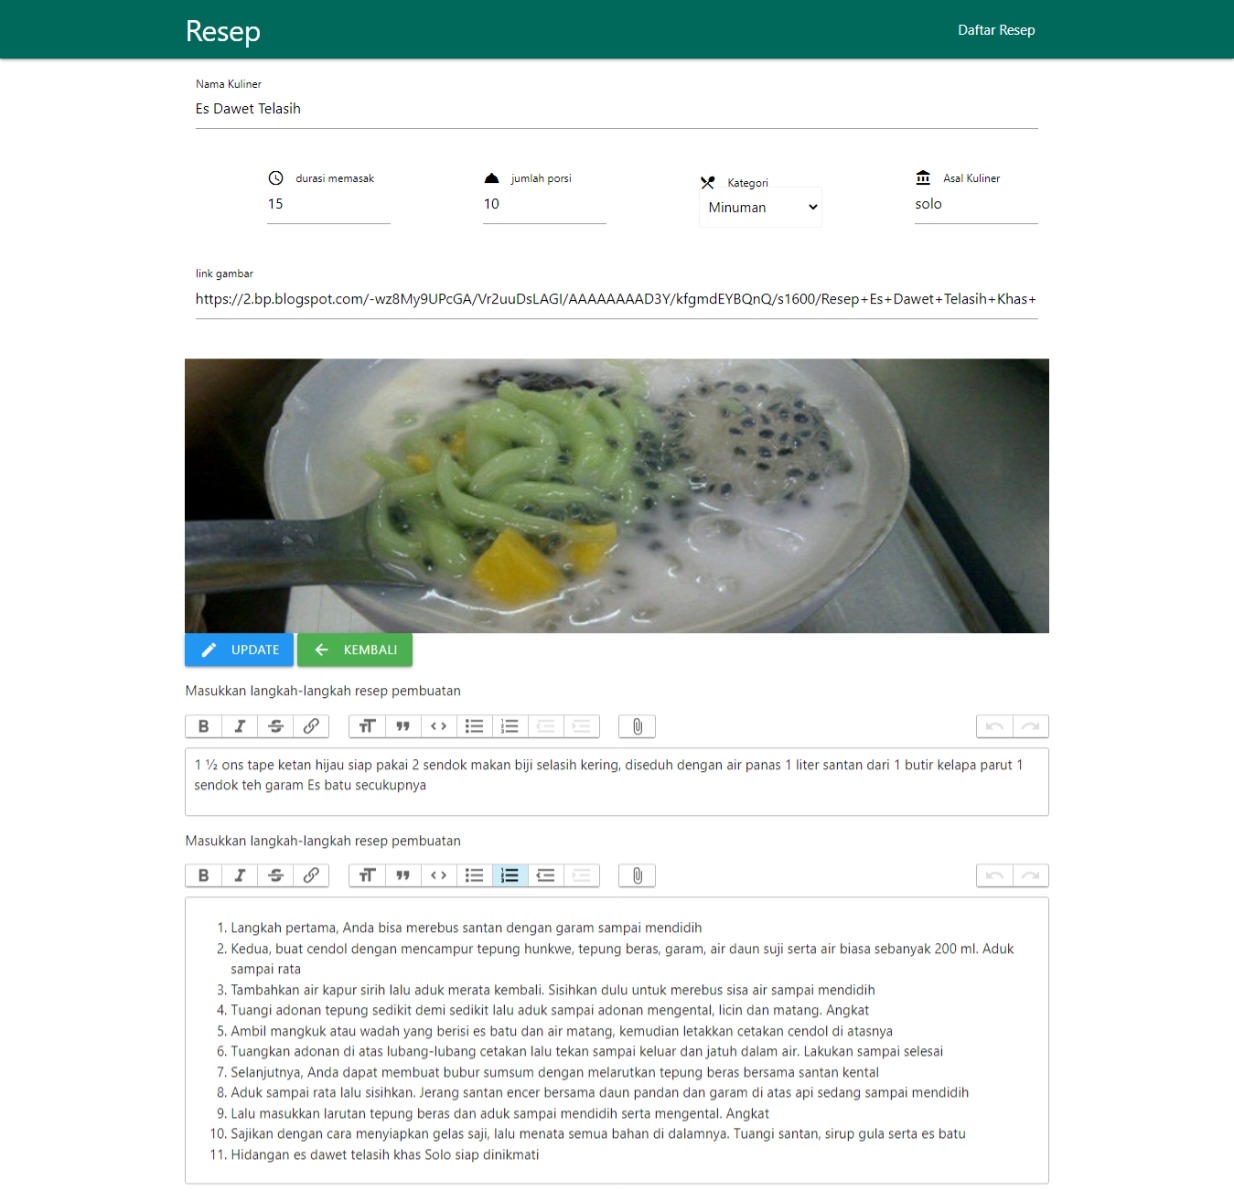 Resep
Daftar Resep
Nama Kuliner
Es Dawet Telasih
durasi memasak
15
jumlah porsi
10
Kategori
Minuman
Asal Kuliner
solo
link gambar
https://2.bp.blogspot.com/-wz8My9UPcGA/Vr2uuDsLAGI/AAAAAAAAD3Y/kfgmdEYBQnQ/s1600/Resep+Es+Dawet+Telasih+Khas+
UPDATE
KEMBALI
Masukkan langkah-langkah resep pembuatan
1 ½ ons tape ketan hijau siap pakai 2 sendok makan biji selasih kering, diseduh dengan air panas 1 liter santan dari 1 butir kelapa parut 1
sendok teh garam Es batu secukupnya
Masukkan langkah-langkah resep pembuatan
1. Langkah pertama, Anda bisa merebus santan dengan garam sampai mendidih
2. Kedua, buat cendol dengan mencampur tepung hunkwe, tepung beras, garam, air daun suji serta air biasa sebanyak 200 ml. Aduk
sampai rata
3. Tambahkan air kapur sirih lalu aduk merata kembali. Sisihkan dulu untuk merebus sisa air sampai mendidih
4. Tuangi adonan tepung sedikit demi sedikit lalu aduk sampai adonan mengental, licin dan matang. Angkat
5. Ambil mangkuk atau wadah yang berisi es batu dan air matang, kemudian letakkan cetakan cendol di atasnya
6. Tuangkan adonan di atas lubang-lubang cetakan lalu tekan sampai keluar dan jatuh dalam air. Lakukan sampai selesai
7. Selanjutnya, Anda dapat membuat bubur sumsum dengan melarutkan tepung beras bersama santan kental
8. Aduk sampai rata lalu sisihkan. Jerang santan encer bersama daun pandan dan garam di atas api sedang sampai mendidih
9. Lalu masukkan larutan tepung beras dan aduk sampai mendidih serta mengental. Angkat
10. Sajikan dengan cara menyiapkan gelas saji, lalu menata semua bahan di dalamnya. Tuangi santan, sirup gula serta es batu
11. Hidangan es dawet telasih khas Solo siap dinikmati